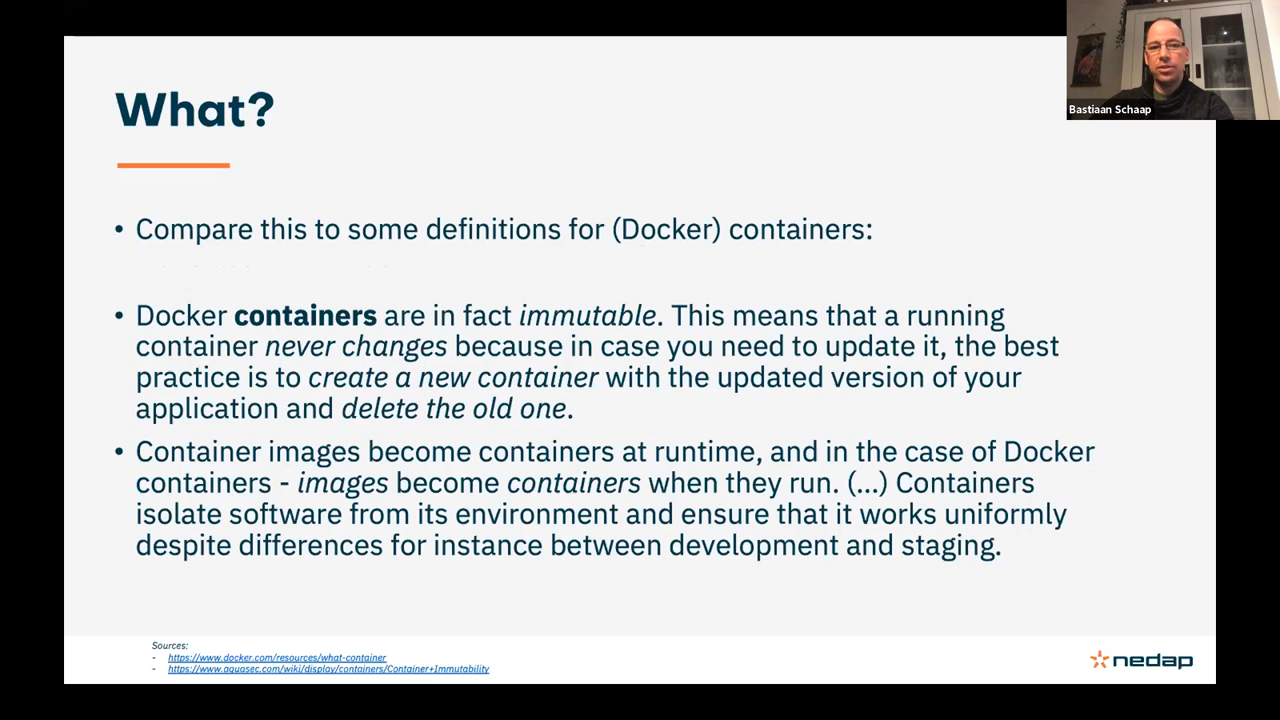 Bastiaan Schaap
What?
• Compare this to some definitions for (Docker) containers:
• Docker containers are in fact immutable. This means that a running
container never changes because in case you need to update it, the best
practice is to create a new container with the updated version of your
application and delete the old one.
• Container images become containers at runtime, and in the case of Docker
containers - images become containers when they run. (...) Containers
isolate software from its environment and ensure that it works uniformly
despite differences for instance between development and staging.
Sources:
- https://www.docker.com/resources/what-container
- https://www.aquasec.com/wiki/display/containers/Container+Immutability
nedap